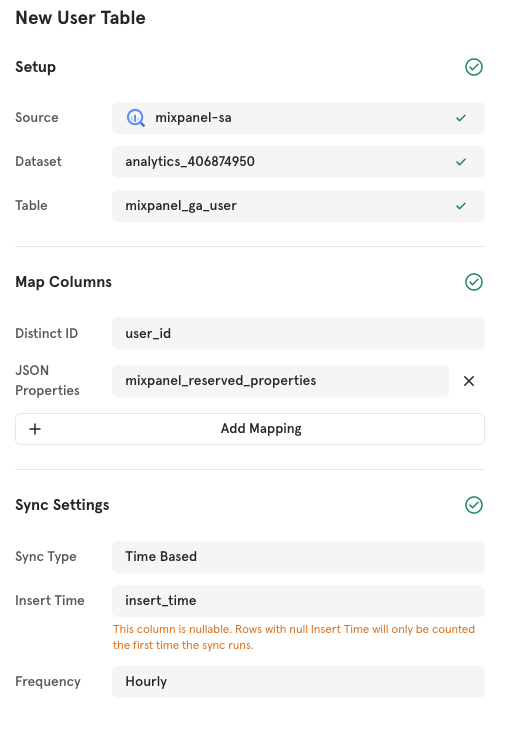 New User Table
Setup
Source
mixpanel-sa
Dataset
analytics_406874950
Table
mixpanel_ga_user
Map Columns
Distinct ID
user_id
JSON
Properties
mixpanel_reserved_properties
Add Mapping
Sync Settings
Sync Type
Time Based
Insert Time
insert_time
This column is nullable. Rows with null Insert Time will only be counted
the first time the sync runs.
Frequency
Hourly